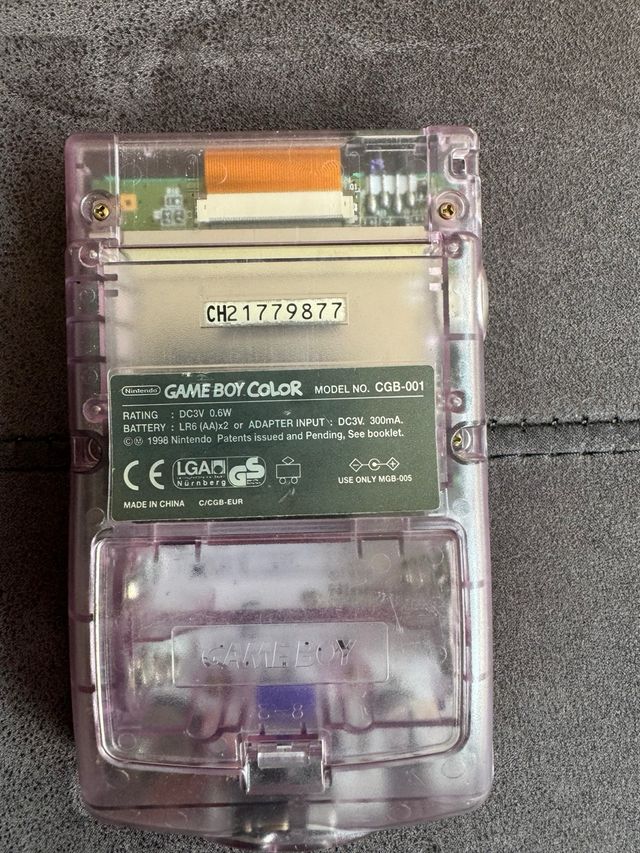 Q1
CH21779877
Nintendo GAME BOY COLOR MODEL NO. CGB-001
RATING : DC3V 0.6W
BATTERY : LR6 (AA)x2 or ADAPTER INPUT : DC3V, 300mA.
©Ⓜ 1998 Nintendo Patents issued and Pending, See booklet.
CE LGA Nürnberg GS
USE ONLY MGB-005
MADE IN CHINA C/CGB-EUR
GAME BOY